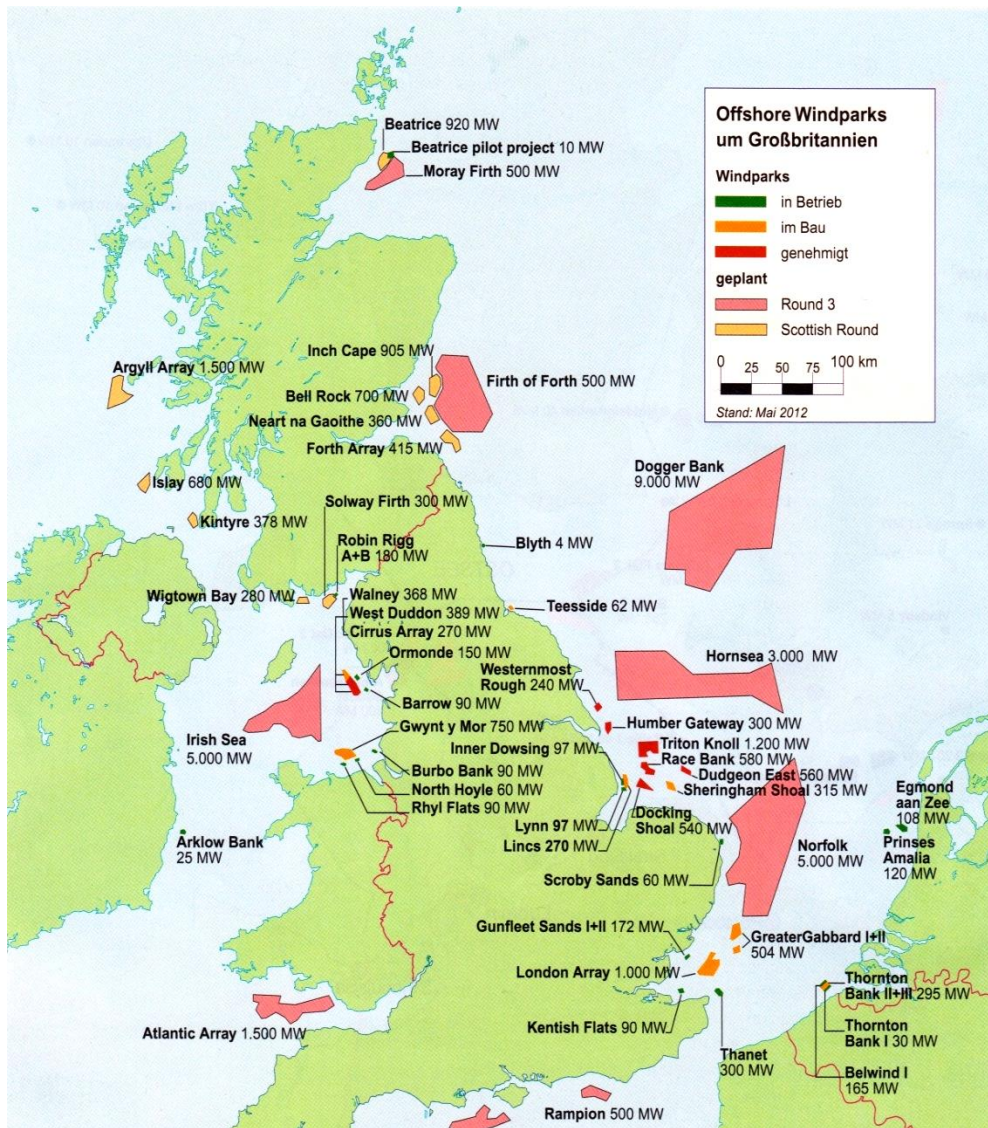 Offshore Windparks
um Großbritannien
Windparks
in Betrieb
im Bau
genehmigt
geplant
Round 3
Scottish Round
0 25 50 75 100 km
Stand: Mai 2012
Beatrice 920 MW
Beatrice pilot project 10 MW
Moray Firth 500 MW
Inch Cape 905 MW
Argyll Array 1.500 MW
Firth of Forth 500 MW
Bell Rock 700 MW
Neart na Gaoithe 360 MW
Forth Array 415 MW
Dogger Bank
9.000 MW
Islay 680 MW
Solway Firth 300 MW
Kintyre 378 MW
Robin Rigg
A+B 180 MW
Blyth 4 MW
Wigtown Bay 280 MW
Walney 368 MW
West Duddon 389 MW
Cirrus Array 270 MW
Teesside 62 MW
Ormonde 150 MW
Westernmost
Rough 240 MW
Hornsea 3.000 MW
Barrow 90 MW
Gwynt y Mor 750 MW
Humber Gateway 300 MW
Irish Sea
5.000 MW
Inner Dowsing 97 MW
Triton Knoll 1.200 MW
Race Bank 580 MW
Burbo Bank 90 MW
Dudgeon East 560 MW
North Hoyle 60 MW
Sheringham Shoal 315 MW
Rhyl Flats 90 MW
Egmond
aan Zee
108 MW
Lynn 97 MW
Docking
Shoal 540 MW
Arklow Bank
25 MW
Lincs 270 MW
Norfolk
5.000 MW
Prinses
Amalia
120 MW
Scroby Sands 60 MW
Gunfleet Sands I+II 172 MW
GreaterGabbard I+II
504 MW
London Array 1.000 MW
Thornton
Bank II+III 295 MW
Kentish Flats 90 MW
Atlantic Array 1.500 MW
Thornton
Bank I 30 MW
Thanet
300 MW
Belwind I
165 MW
Rampion 500 MW